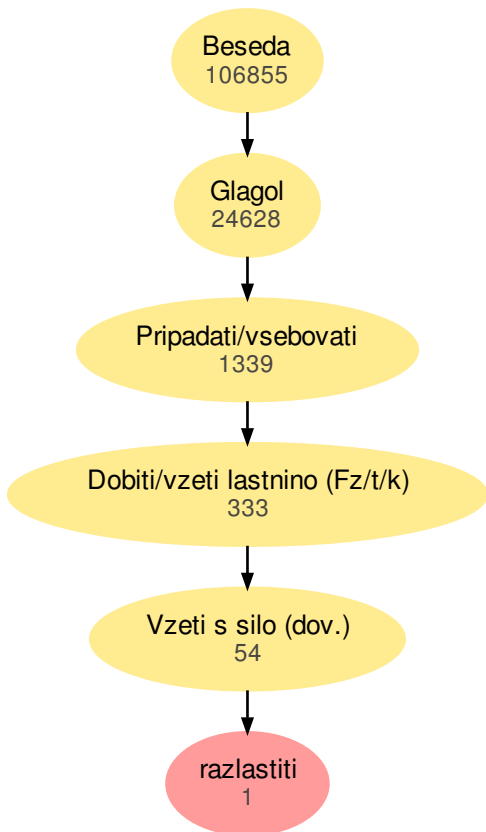 Beseda
106855
Glagol
24628
Pripadati/vsebovati
1339
Dobiti/vzeti lastnino (Fz/t/k)
333
Vzeti s silo (dov.)
54
razlastiti
1